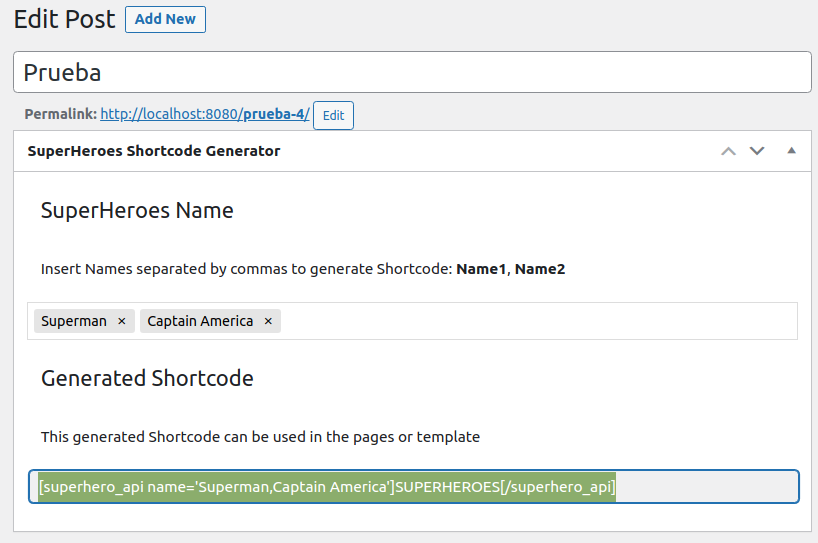 Edit Post Add New
Prueba
Permalink: http://localhost:8080/prueba-4/ Edit
SuperHeroes Shortcode Generator
SuperHeroes Name
Insert Names separated by commas to generate Shortcode: Name1, Name2
Superman × Captain America ×
Generated Shortcode
This generated Shortcode can be used in the pages or template
[superhero_api name='Superman,Captain America']SUPERHEROES[/superhero_api]